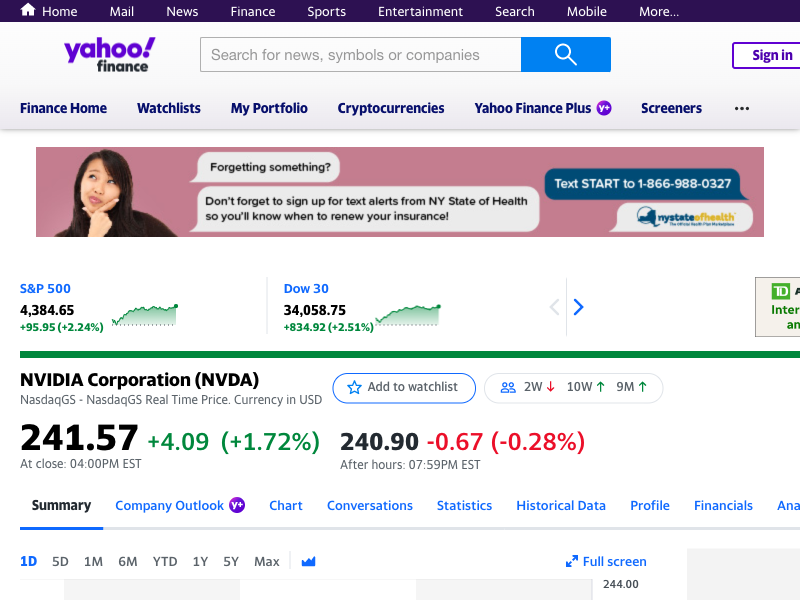 Home Mail News Finance Sports Entertainment Search Mobile More...
yahoo!
finance
Search for news, symbols or companies
Sign in
Finance Home Watchlists My Portfolio Cryptocurrencies Yahoo Finance Plus Y+ Screeners
Forgetting something?
Don't forget to sign up for text alerts from NY State of Health
so you'll know when to renew your insurance!
Text START to 1-866-988-0327
nystateofhealth
The Official Health Plan Marketplace
S&P 500
4,384.65
+95.95 (+2.24%)
Dow 30
34,058.75
+834.92 (+2.51%)
TD
Inter
an
NVIDIA Corporation (NVDA)
NasdaqGS - NasdaqGS Real Time Price. Currency in USD
Add to watchlist
2W 10W 9M
241.57 +4.09 (+1.72%)
At close: 04:00PM EST
240.90 -0.67 (-0.28%)
After hours: 07:59PM EST
Summary Company Outlook Y+ Chart Conversations Statistics Historical Data Profile Financials Ana
1D 5D 1M 6M YTD 1Y 5Y Max
Full screen
244.00